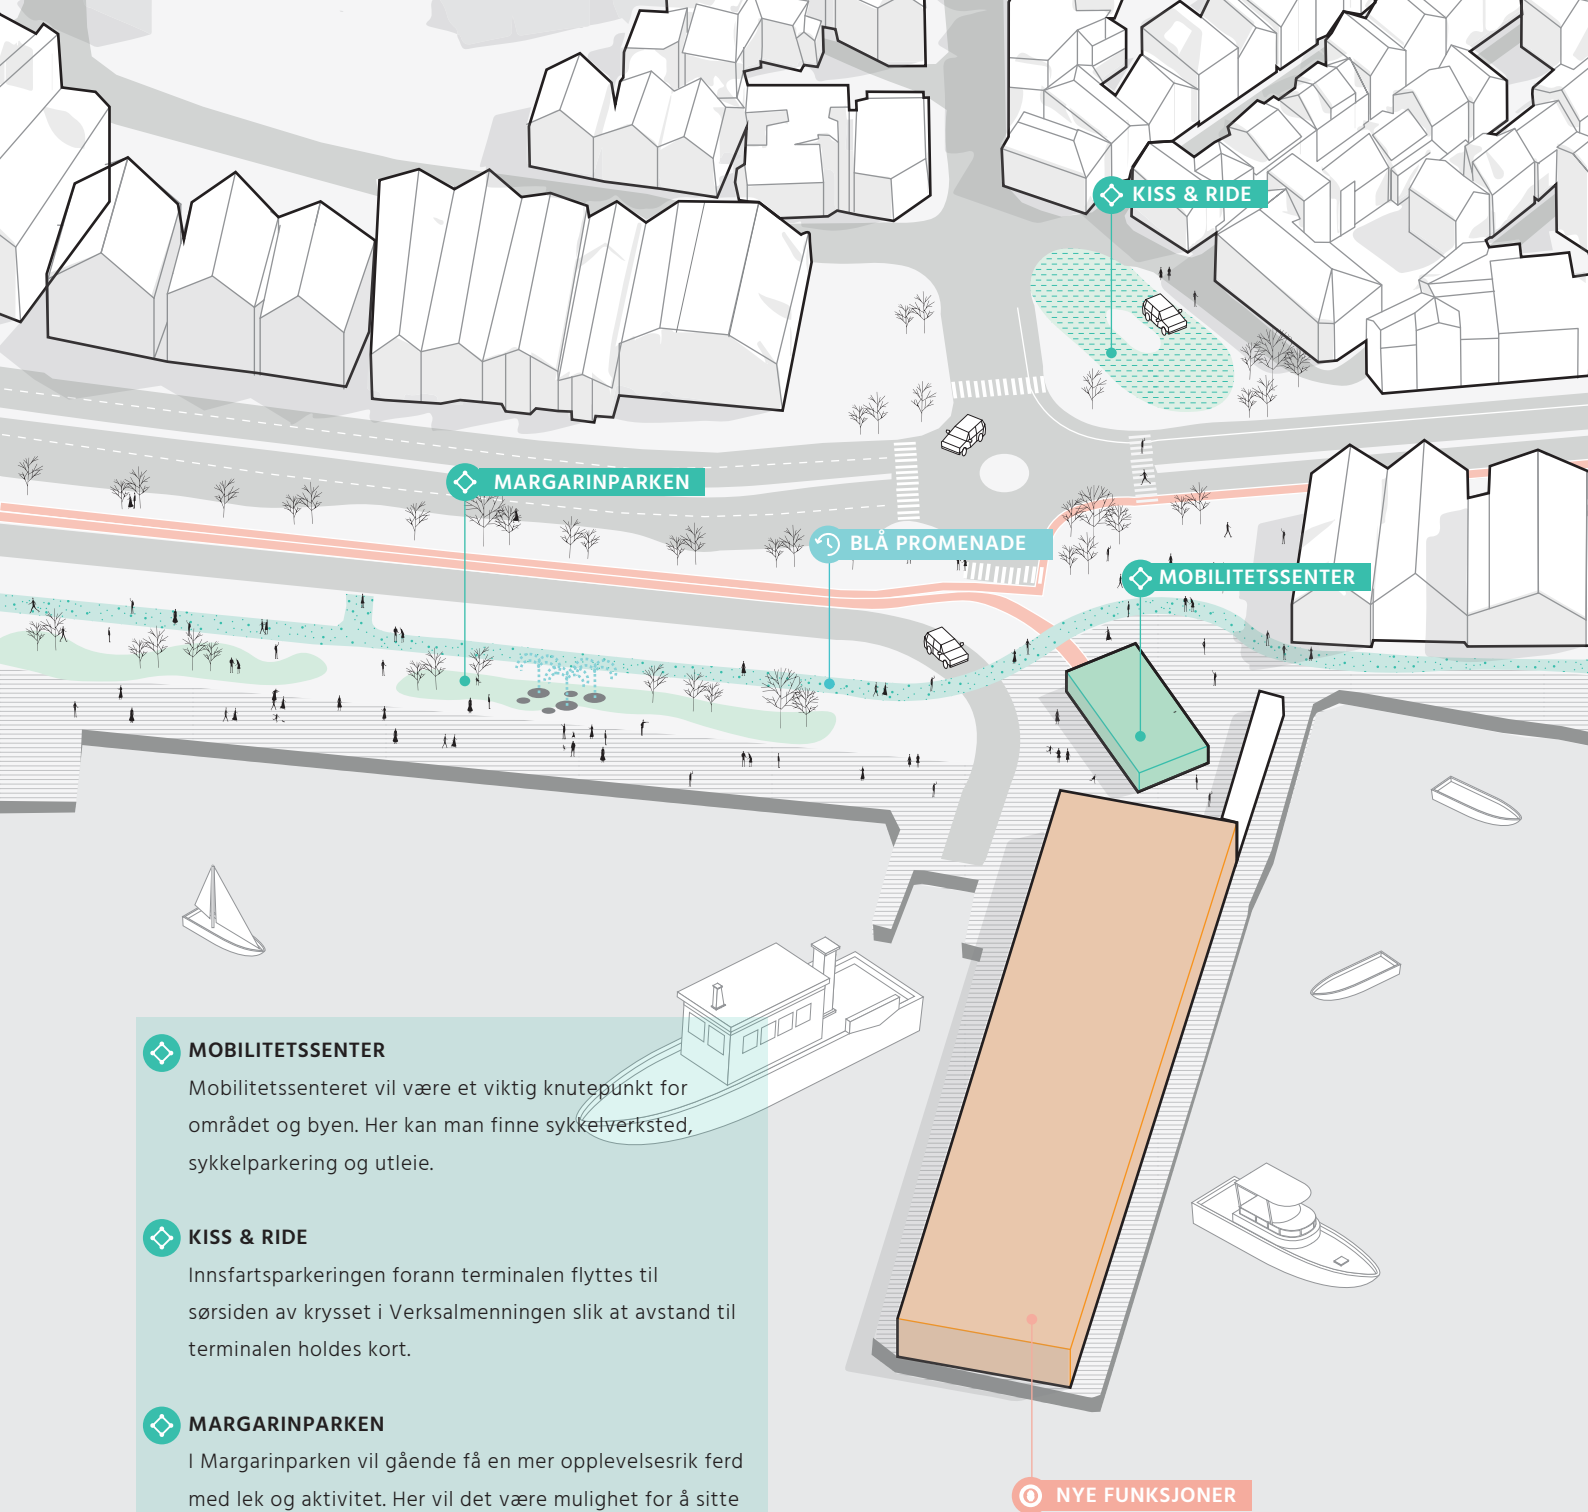 KISS & RIDE
MARGARINPARKEN
BLÅ PROMENADE
MOBILITETSSENTER
MOBILITETSSENTER
Mobilitetssenteret vil være et viktig knutepunkt for
området og byen. Her kan man finne sykkelverksted,
sykkelparkering og utleie.
KISS & RIDE
Innsfartsparkeringen forann terminalen flyttes til
sørsiden av krysset i Verksalmenningen slik at avstand til
terminalen holdes kort.
MARGARINPARKEN
I Margarinparken vil gående få en mer opplevelsesrik ferd
med lek og aktivitet. Her vil det være mulighet for å sitte
NYE FUNKSJONER